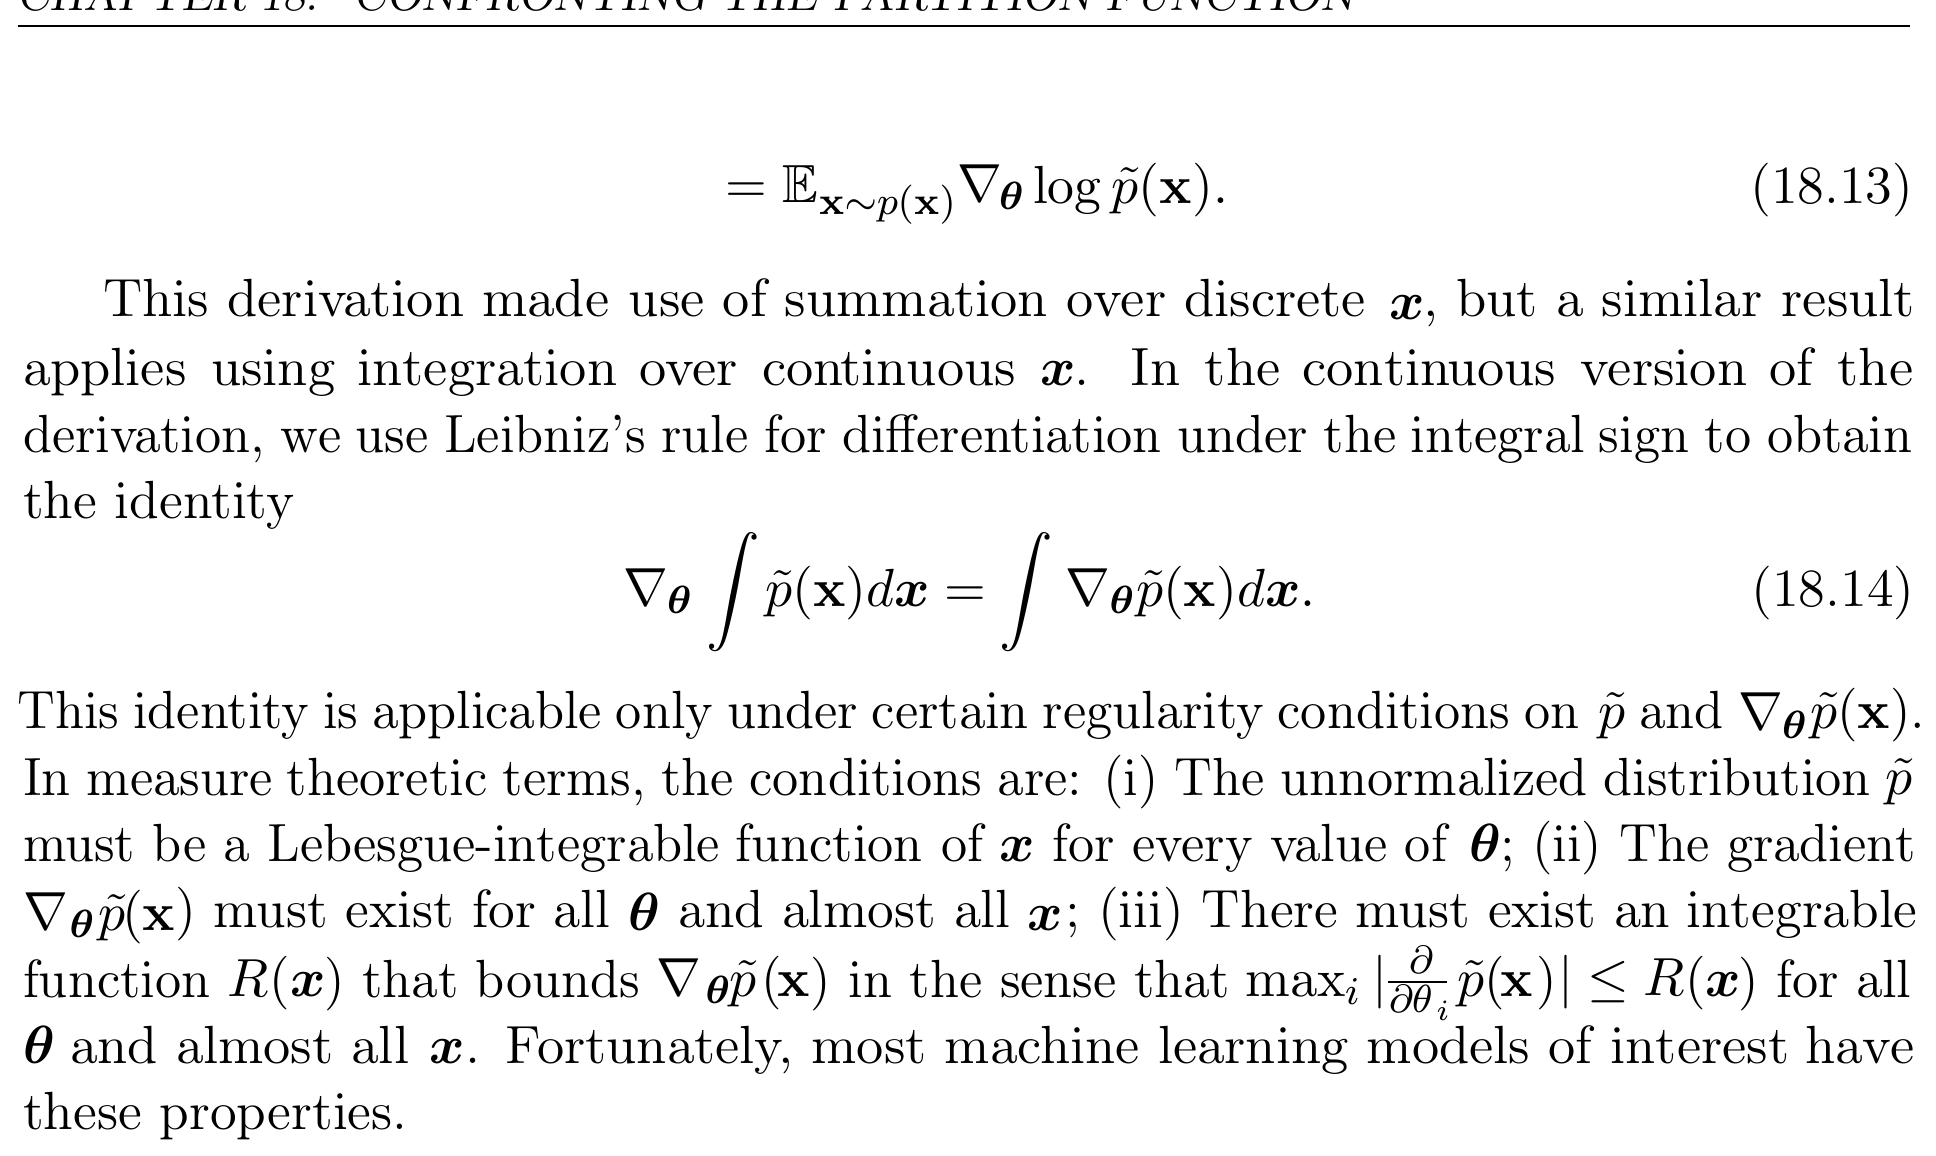 CHAPTER 18. CONFRONTING THE PARTITION FUNCTION
= 𝔼_{𝐱∼p(𝐱)} ∇_𝜽 log p̃(𝐱). (18.13)
This derivation made use of summation over discrete 𝒙, but a similar result
applies using integration over continuous 𝒙. In the continuous version of the
derivation, we use Leibniz’s rule for differentiation under the integral sign to obtain
the identity
∇_𝜽 ∫ p̃(𝐱)d𝒙 = ∫ ∇_𝜽 p̃(𝐱)d𝒙. (18.14)
This identity is applicable only under certain regularity conditions on p̃ and ∇_𝜽 p̃(𝐱).
In measure theoretic terms, the conditions are: (i) The unnormalized distribution p̃
must be a Lebesgue-integrable function of 𝒙 for every value of 𝜽; (ii) The gradient
∇_𝜽 p̃(𝐱) must exist for all 𝜽 and almost all 𝒙; (iii) There must exist an integrable
function R(𝒙) that bounds ∇_𝜽 p̃(𝐱) in the sense that max_i |∂/∂θ_i p̃(𝐱)| ≤ R(𝒙) for all
𝜽 and almost all 𝒙. Fortunately, most machine learning models of interest have
these properties.